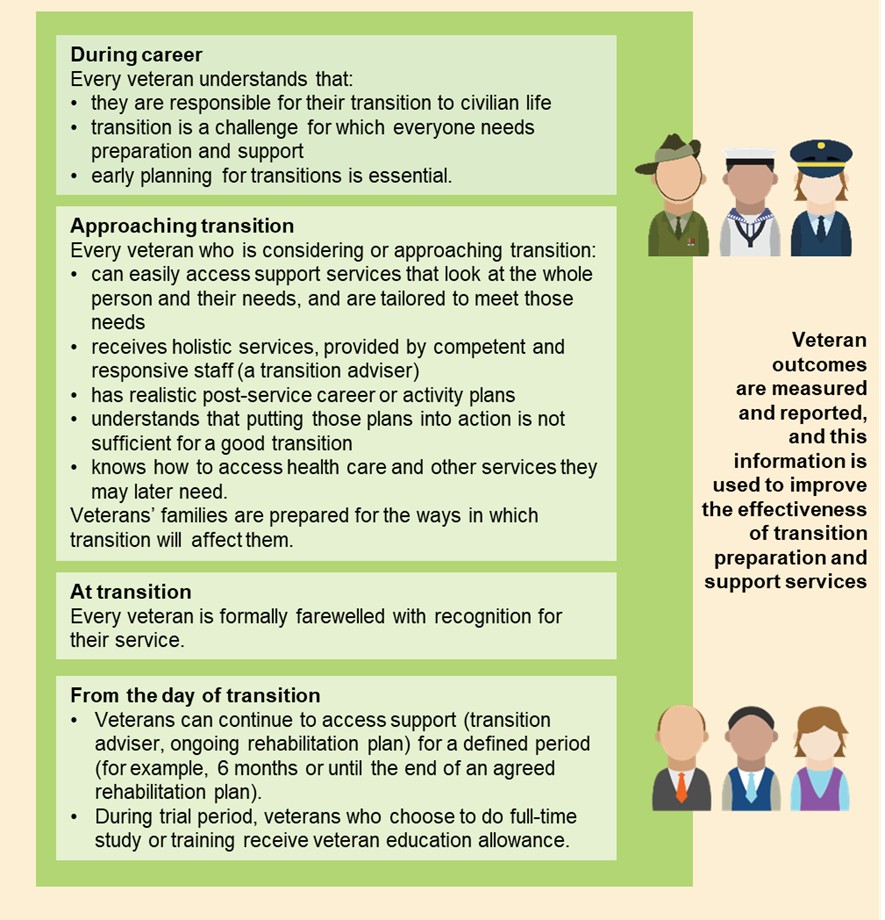 During career
Every veteran understands that:
• they are responsible for their transition to civilian life
• transition is a challenge for which everyone needs
preparation and support
• early planning for transitions is essential.
Approaching transition
Every veteran who is considering or approaching transition:
• can easily access support services that look at the whole
person and their needs, and are tailored to meet those
needs
• receives holistic services, provided by competent and
responsive staff (a transition adviser)
• has realistic post-service career or activity plans
• understands that putting those plans into action is not
sufficient for a good transition
• knows how to access health care and other services they
may later need.
Veterans’ families are prepared for the ways in which
transition will affect them.
At transition
Every veteran is formally farewelled with recognition for
their service.
From the day of transition
• Veterans can continue to access support (transition
adviser, ongoing rehabilitation plan) for a defined period
(for example, 6 months or until the end of an agreed
rehabilitation plan).
• During trial period, veterans who choose to do full-time
study or training receive veteran education allowance.
Veteran
outcomes
are measured
and reported,
and this
information is
used to improve
the effectiveness
of transition
preparation and
support services